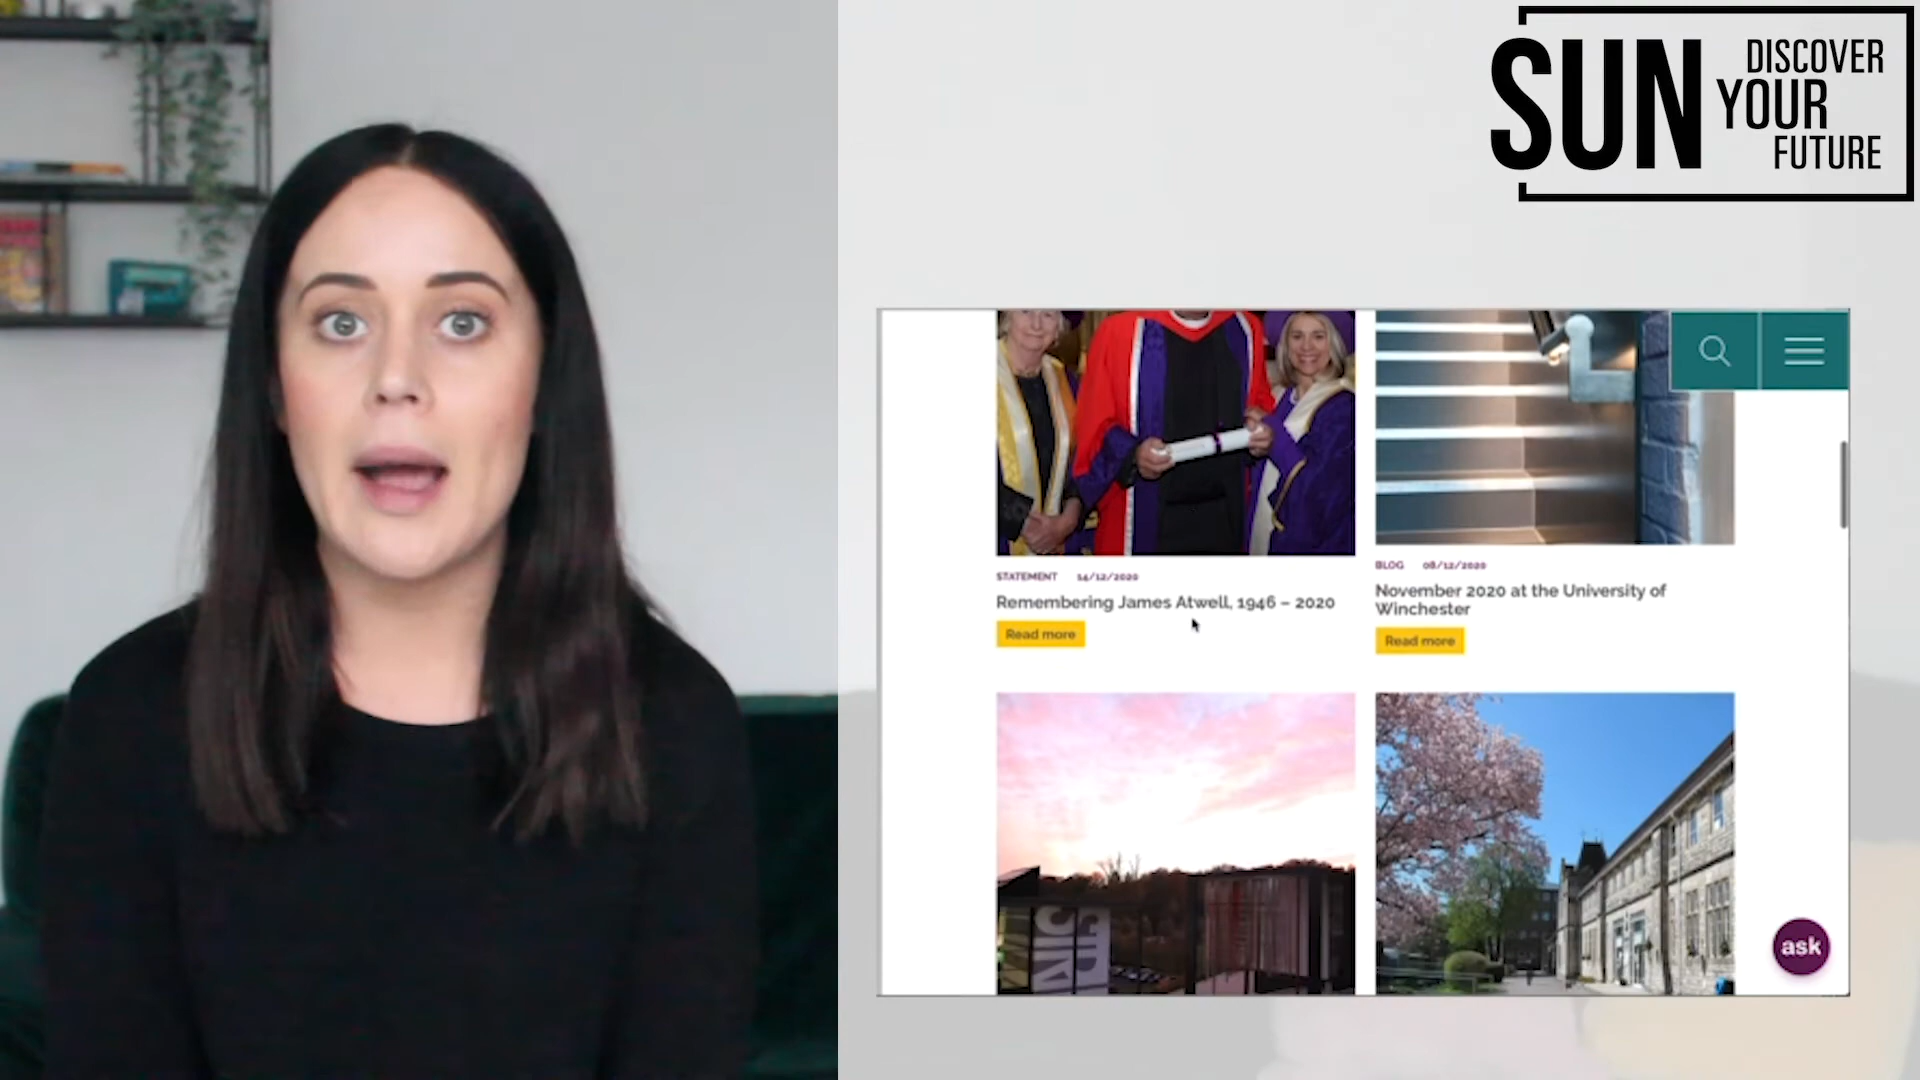 SUN
DISCOVER
YOUR
FUTURE
STATEMENT 14/12/2020
Remembering James Atwell, 1946 – 2020
Read more
BLOG 08/12/2020
November 2020 at the University of
Winchester
Read more
ask